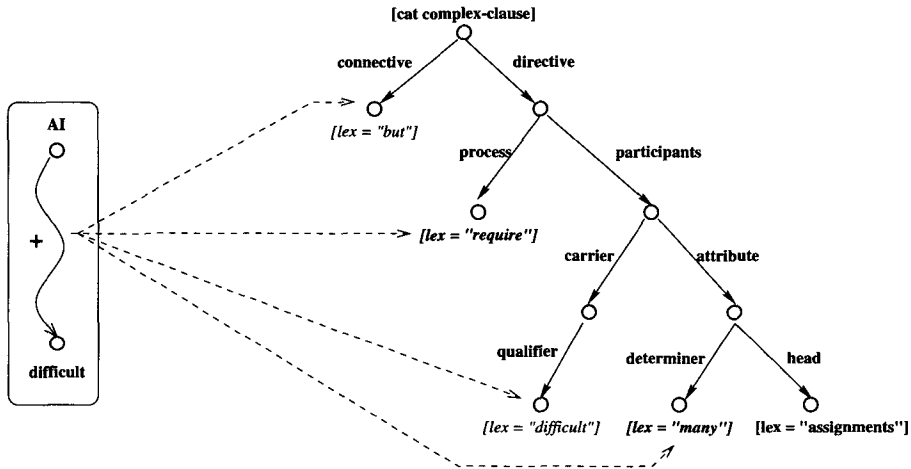 [cat complex-clause]
connective
directive
AI
[lex = "but"]
process
participants
+
[lex = "require"]
carrier
attribute
qualifier
determiner
head
difficult
[lex = "difficult"]
[lex = "many"]
[lex = "assignments"]